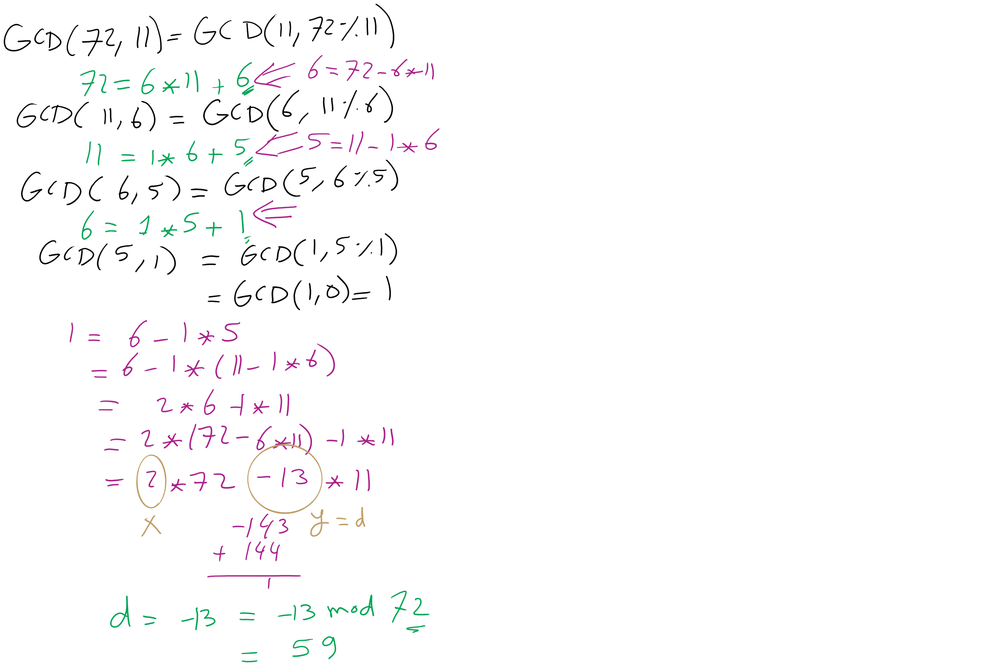 GCD(72, 11) = GCD(11, 72 % 11)
72 = 6 * 11 + 6 ⇐ 6 = 72 - 6 * 11
GCD(11, 6) = GCD(6, 11 % 6)
11 = 1 * 6 + 5 ⇐ 5 = 11 - 1 * 6
GCD(6, 5) = GCD(5, 6 % 5)
6 = 1 * 5 + 1 ⇐
GCD(5, 1) = GCD(1, 5 % 1)
= GCD(1, 0) = 1
1 = 6 - 1 * 5
= 6 - 1 * (11 - 1 * 6)
= 2 * 6 - 1 * 11
= 2 * (72 - 6 * 11) - 1 * 11
= 2 * 72 - 13 * 11
x y = d
- 143
+ 144
1
d = -13 = -13 mod 72
= 59